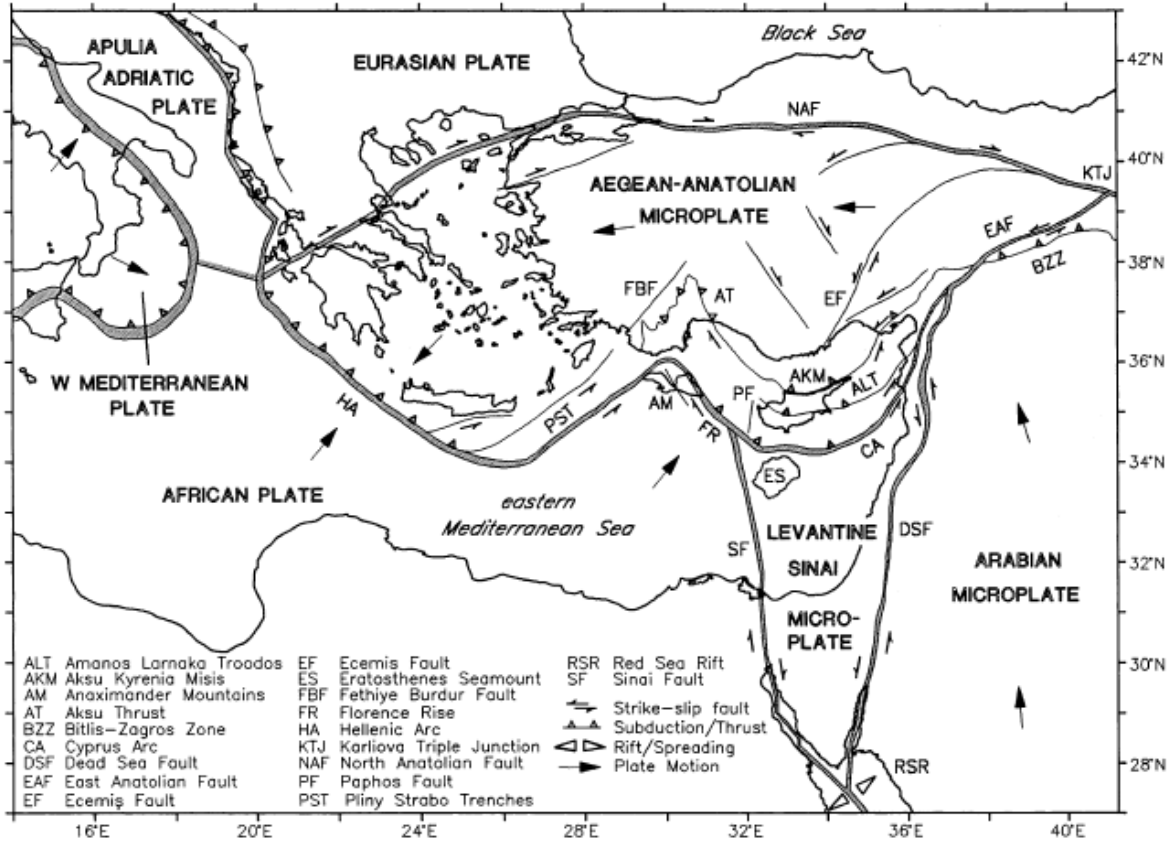 Black Sea
APULIA
ADRIATIC
PLATE
EURASIAN PLATE
NAF
KTJ
AEGEAN-ANATOLIAN
MICROPLATE
EAF
BZZ
FBF
AT
EF
W MEDITERRANEAN
PLATE
HA
PST
AM
FR
PF
AKM
ALT
CA
ES
AFRICAN PLATE
eastern
Mediterranean Sea
LEVANTINE
SINAI
MICRO-
PLATE
SF
DSF
ARABIAN
MICROPLATE
RSR
ALT Amanos Larnaka Troodos
AKM Aksu Kyrenia Misis
AM Anaximander Mountains
AT Aksu Thrust
BZZ Bitlis-Zagros Zone
CA Cyprus Arc
DSF Dead Sea Fault
EAF East Anatolian Fault
EF Ecemiş Fault
EF Ecemis Fault
ES Eratosthenes Seamount
FBF Fethiye Burdur Fault
FR Florence Rise
HA Hellenic Arc
KTJ Karliova Triple Junction
NAF North Anatolian Fault
PF Paphos Fault
PST Pliny Strabo Trenches
RSR Red Sea Rift
SF Sinai Fault
Strike-slip fault
Subduction/Thrust
Rift/Spreading
Plate Motion
42°N
40°N
38°N
36°N
34°N
32°N
30°N
28°N
16°E
20°E
24°E
28°E
32°E
36°E
40°E